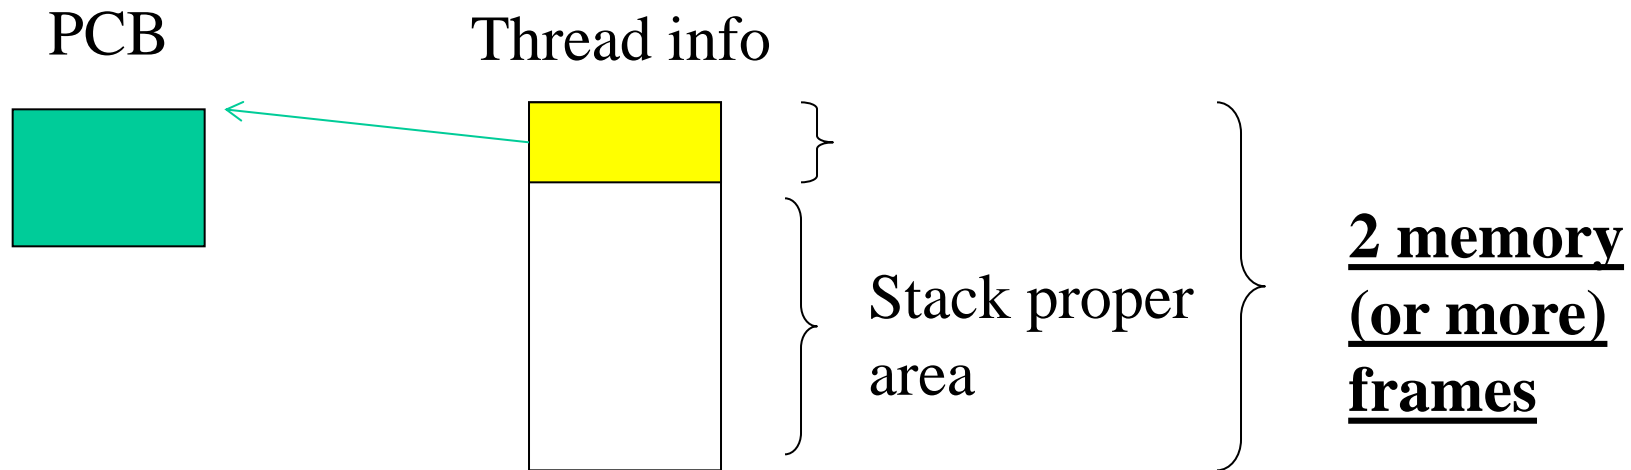 PCB
Thread info
Stack proper
area
2 memory
(or more)
frames